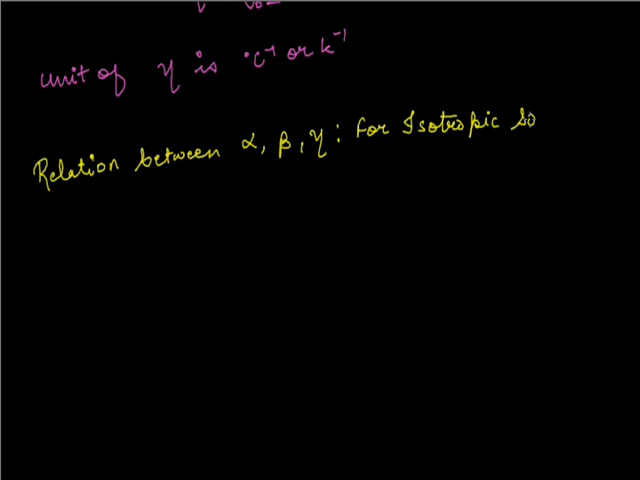 unit of η is °C⁻¹ or k⁻¹
Relation between α, β, η : For Isotropic so